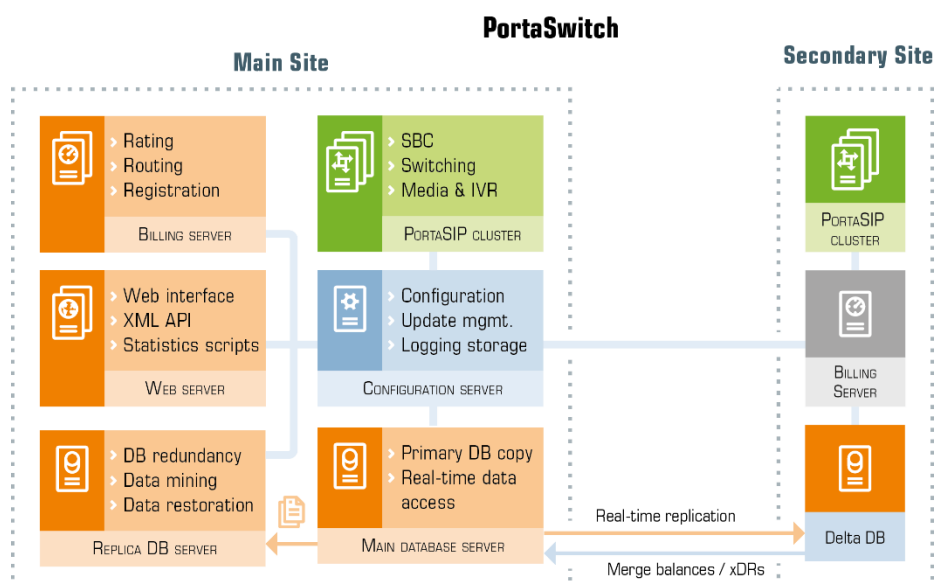 PortaSwitch
Main Site
Secondary Site
Rating
Routing
Registration
Billing server
SBC
Switching
Media & IVR
PortaSIP cluster
PortaSIP
cluster
Web interface
XML API
Statistics scripts
Web server
Configuration
Update mgmt.
Logging storage
Configuration server
Billing
Server
DB redundancy
Data mining
Data restoration
Replica DB server
Primary DB copy
Real-time data
access
Main database server
Real-time replication
Delta DB
Merge balances / xDRs